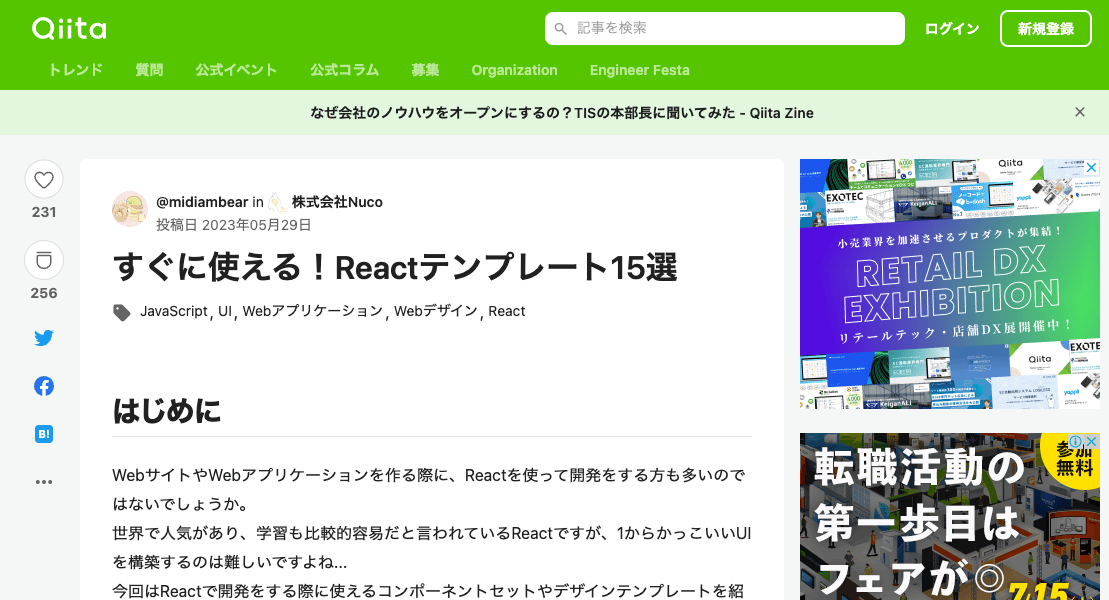 Qiita
記事を検索
ログイン
新規登録
トレンド 質問 公式イベント 公式コラム 募集 Organization Engineer Festa
なぜ会社のノウハウをオープンにするの？TISの本部長に聞いてみた - Qiita Zine
231
256
B!
@midiambear in 株式会社Nuco
投稿日 2023年05月29日
すぐに使える！Reactテンプレート15選
JavaScript, UI, Webアプリケーション, Webデザイン, React
はじめに
WebサイトやWebアプリケーションを作る際に、Reactを使って開発をする方も多いので
はないでしょうか。
世界で人気があり、学習も比較的容易だと言われているReactですが、1からかっこいいUI
を構築するのは難しいですよね...
今回はReactで開発をする際に使えるコンポーネントセットやデザインテンプレートを紹
Qiita
EXOTEC
KeiganALI
小売業界を加速させるプロダクトが集結！
RETAIL DX
EXHIBITION
リテールテック・店舗DX展開催中！
EXOTEC
Qiita
yappli
KeiganALI
参加
無料
転職活動の
第一歩目は
フェアが◎
7.15